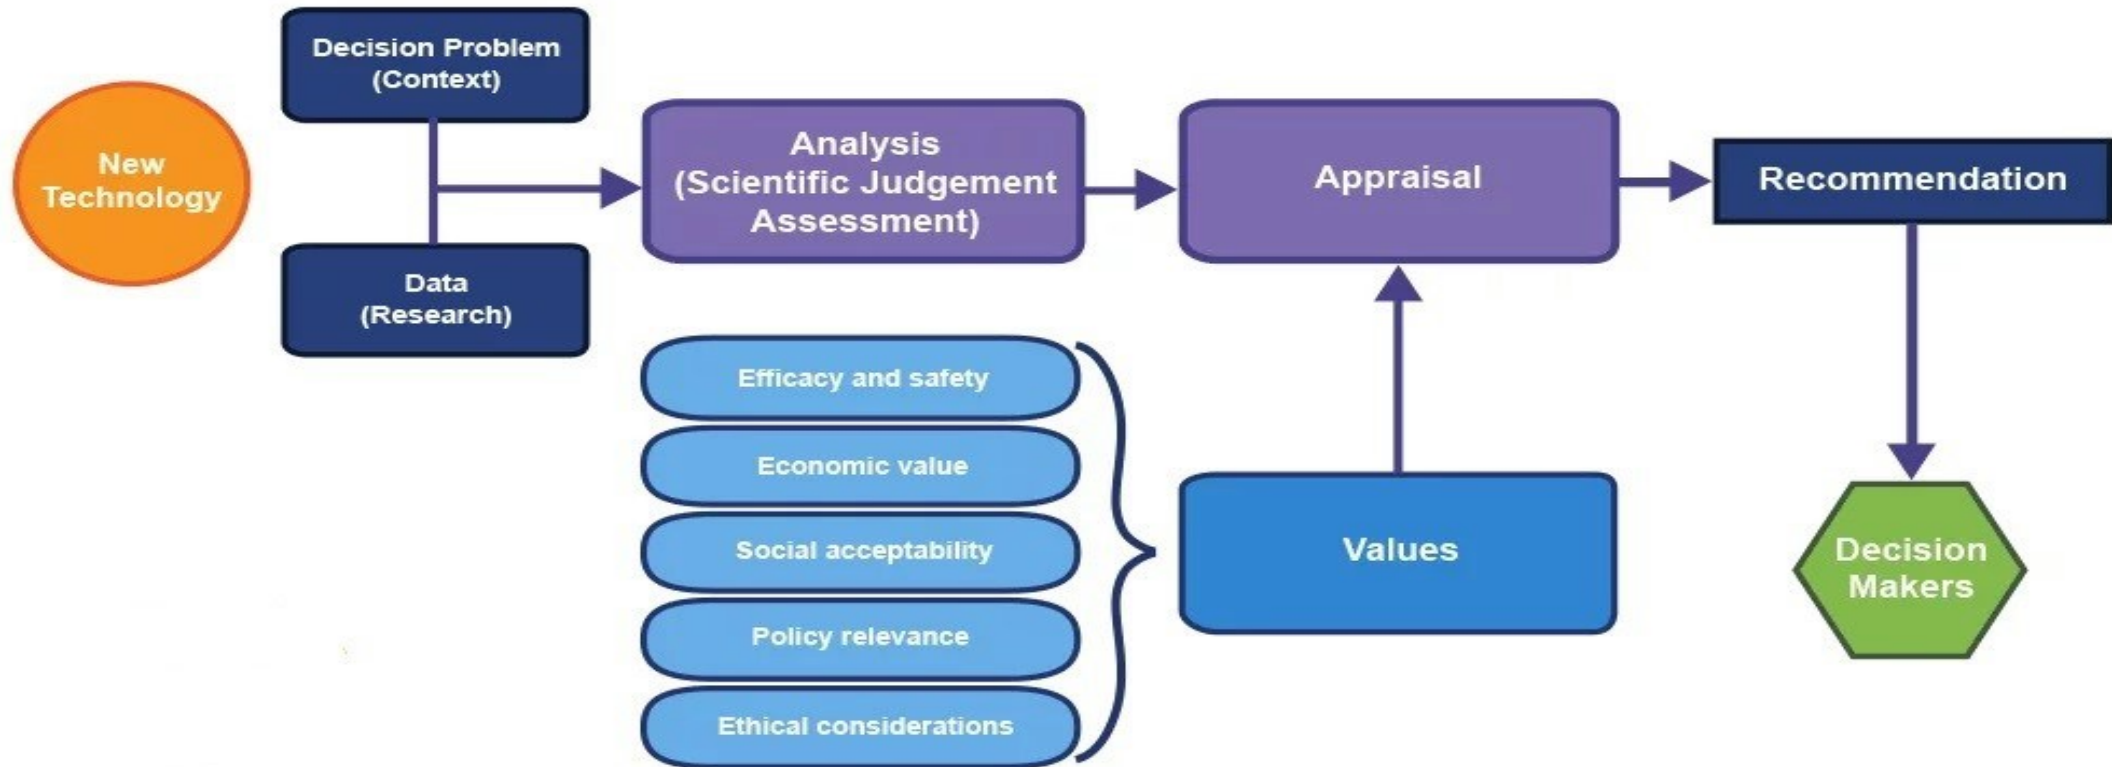 New
Technology
Decision Problem
(Context)
Data
(Research)
Analysis
(Scientific Judgement
Assessment)
Appraisal
Recommendation
Efficacy and safety
Economic value
Social acceptability
Policy relevance
Ethical considerations
Values
Decision
Makers